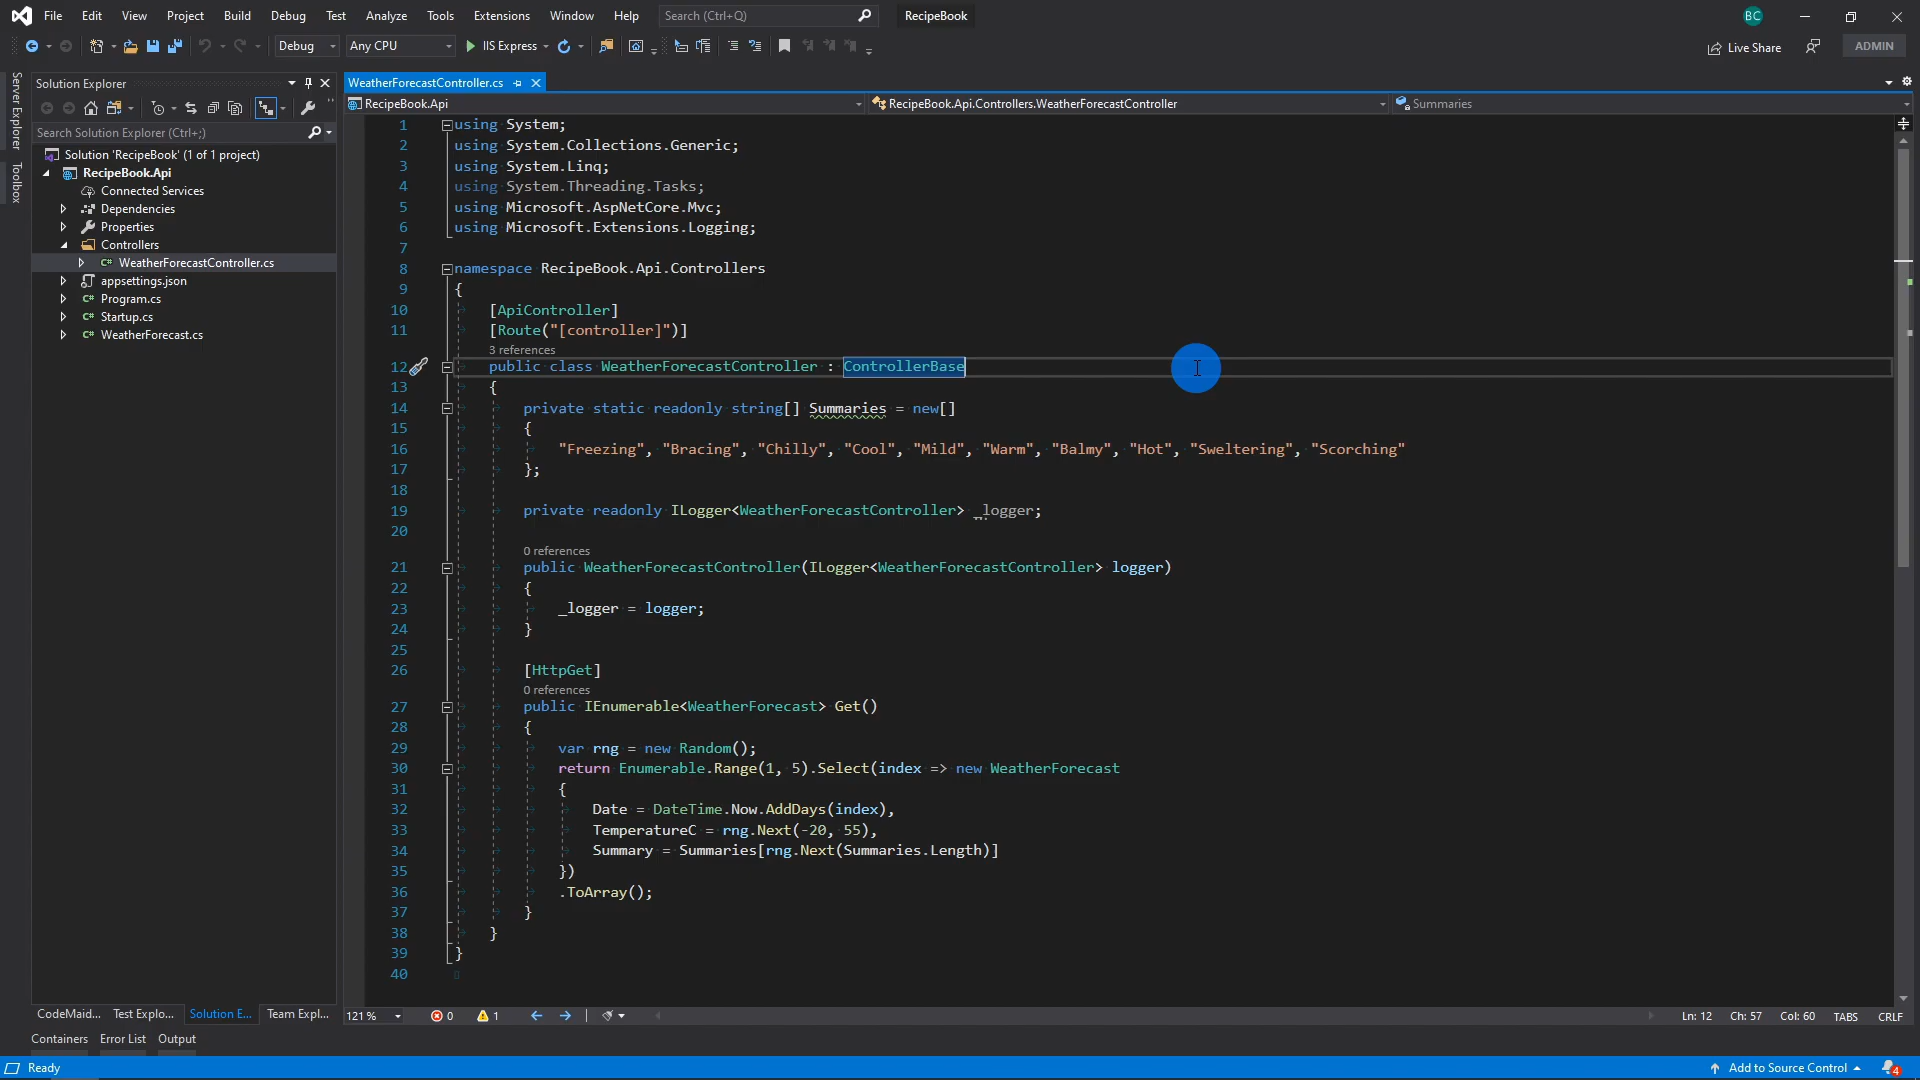 File Edit View Project Build Debug Test Analyze Tools Extensions Window Help Search (Ctrl+Q) RecipeBook BC
Debug Any CPU IIS Express Live Share ADMIN
Server Explorer
Toolbox
Solution Explorer
Search Solution Explorer (Ctrl+;)
Solution 'RecipeBook' (1 of 1 project)
RecipeBook.Api
Connected Services
Dependencies
Properties
Controllers
C# WeatherForecastController.cs
appsettings.json
C# Program.cs
C# Startup.cs
C# WeatherForecast.cs
WeatherForecastController.cs
RecipeBook.Api RecipeBook.Api.Controllers.WeatherForecastController Summaries
1 using System;
2 using System.Collections.Generic;
3 using System.Linq;
4 using System.Threading.Tasks;
5 using Microsoft.AspNetCore.Mvc;
6 using Microsoft.Extensions.Logging;
7
8 namespace RecipeBook.Api.Controllers
9 {
10 [ApiController]
11 [Route("[controller]")]
3 references
12 public class WeatherForecastController : ControllerBase
13 {
14 private static readonly string[] Summaries = new[]
15 {
16 "Freezing", "Bracing", "Chilly", "Cool", "Mild", "Warm", "Balmy", "Hot", "Sweltering", "Scorching"
17 };
18
19 private readonly ILogger<WeatherForecastController> _logger;
20
0 references
21 public WeatherForecastController(ILogger<WeatherForecastController> logger)
22 {
23 _logger = logger;
24 }
25
26 [HttpGet]
0 references
27 public IEnumerable<WeatherForecast> Get()
28 {
29 var rng = new Random();
30 return Enumerable.Range(1, 5).Select(index => new WeatherForecast
31 {
32 Date = DateTime.Now.AddDays(index),
33 TemperatureC = rng.Next(-20, 55),
34 Summary = Summaries[rng.Next(Summaries.Length)]
35 })
36 .ToArray();
37 }
38 }
39 }
40
CodeMaid... Test Explo... Solution E... Team Expl... 121 % 0 1 Ln: 12 Ch: 57 Col: 60 TABS CRLF
Containers Error List Output
Ready Add to Source Control 4